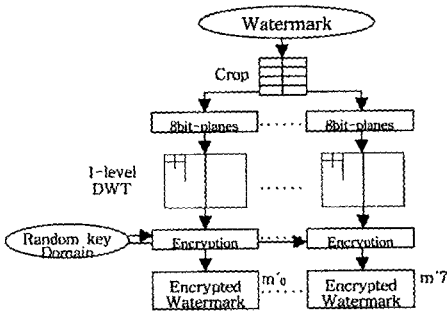 Watermark
Crop
8bit-planes ...... 8bit-planes
1-level
DWT
Random key
Domain
Encryption
Encryption
Encrypted
Watermark
m´0
Encrypted
Watermark
m´7